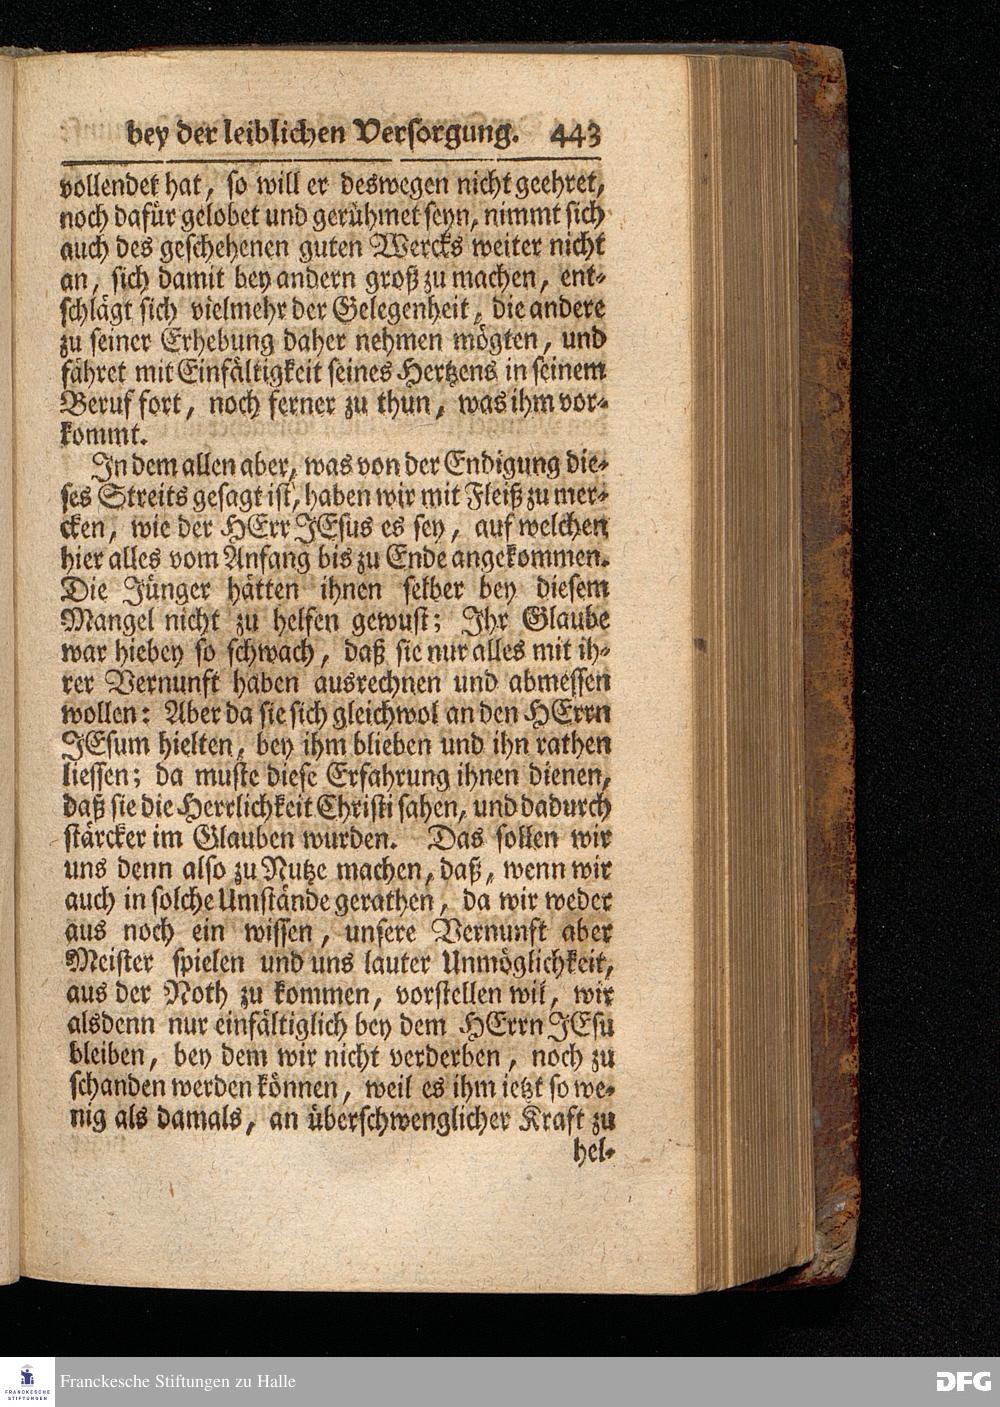 bey der leiblichen Versorgung. 443
vollendet hat, so will er deswegen nicht geehret,
noch dafür gelobet und gerühmet seyn, nimmt sich
auch des geschehenen guten Wercks weiter nicht
an, sich damit bey andern groß zu machen, ent-
schlägt sich vielmehr der Gelegenheit, die andere
zu seiner Erhebung daher nehmen mögten, und
fähret mit Einfältigkeit seines Hertzens in seinem
Beruf fort, noch ferner zu thun, was ihm vor-
kommt.
In dem allen aber, was von der Endigung die-
ses Streits gesagt ist, haben wir mit Fleiß zu mer-
cken, wie der HErr JEsus es sey, auf welchen
hier alles vom Anfang bis zu Ende angekommen.
Die Jünger hätten ihnen selber bey diesem
Mangel nicht zu helfen gewust; Ihr Glaube
war hiebey so schwach, daß sie nur alles mit ih-
rer Vernunft haben ausrechnen und abmessen
wollen: Aber da sie sich gleichwol an den HErrn
JEsum hielten, bey ihm blieben und ihn rathen
liessen; da muste diese Erfahrung ihnen dienen,
daß sie die Herrlichkeit Christi sahen, und dadurch
stärcker im Glauben wurden. Das sollen wir
uns denn also zu Nutze machen, daß, wenn wir
auch in solche Umstände gerathen, da wir weder
aus noch ein wissen, unsere Vernunft aber
Meister spielen und uns lauter Unmöglichkeit,
aus der Noth zu kommen, vorstellen wil, wir
alsdenn nur einfältiglich bey dem HErrn JEsu
bleiben, bey dem wir nicht verderben, noch zu
schanden werden können, weil es ihm ietzt so we-
nig als damals, an überschwenglicher Kraft zu
hel-
FRANCKESCHE
STIFTUNGEN
Franckesche Stiftungen zu Halle
DFG